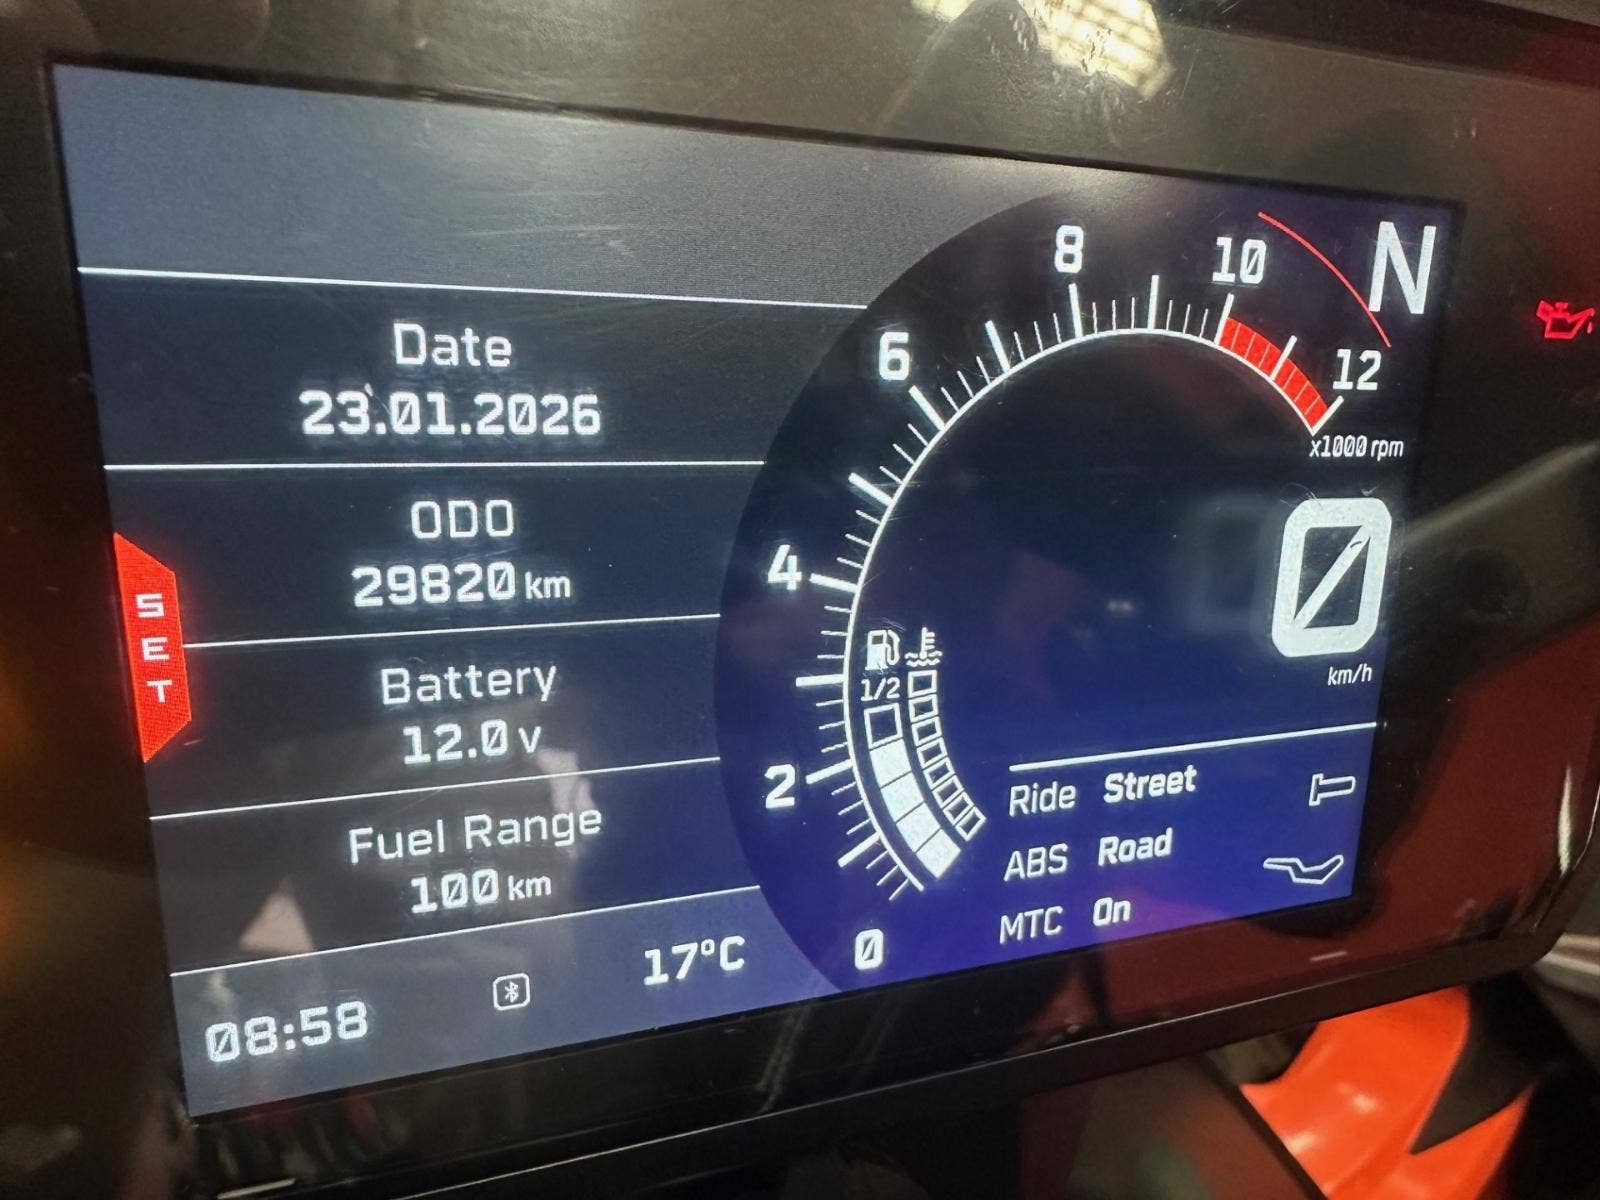 Date
23.01.2026
ODO
29820 km
SET
Battery
12.0 V
Fuel Range
100 km
08:58
17°C
N
8
10
6
12
x1000 rpm
4
0
km/h
1/2
2
0
Ride Street
ABS Road
MTC On